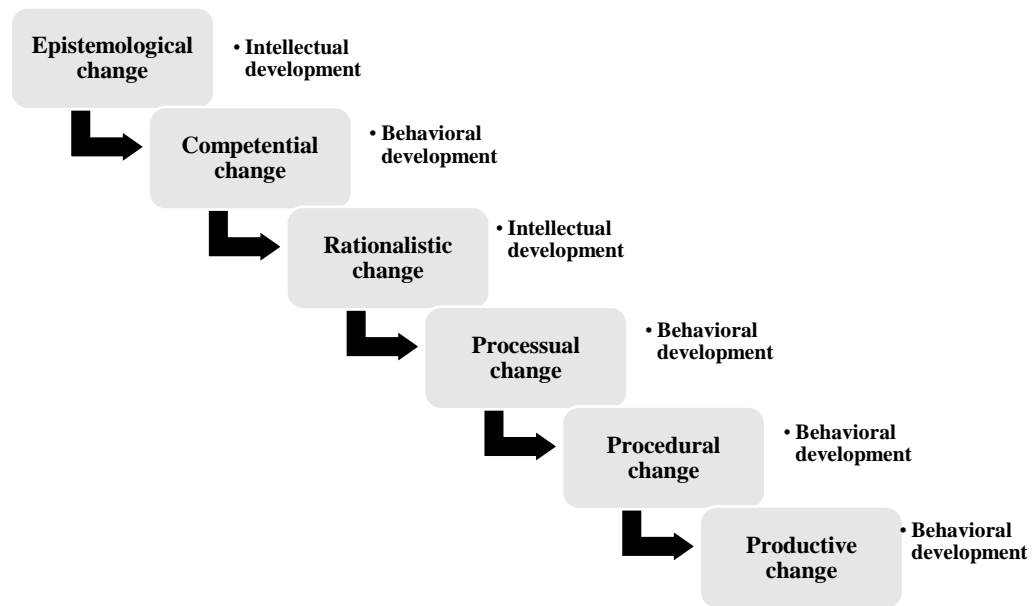 Epistemological
change
• Intellectual
development
Competential
change
• Behavioral
development
Rationalistic
change
• Intellectual
development
Processual
change
• Behavioral
development
Procedural
change
• Behavioral
development
Productive
change
• Behavioral
development